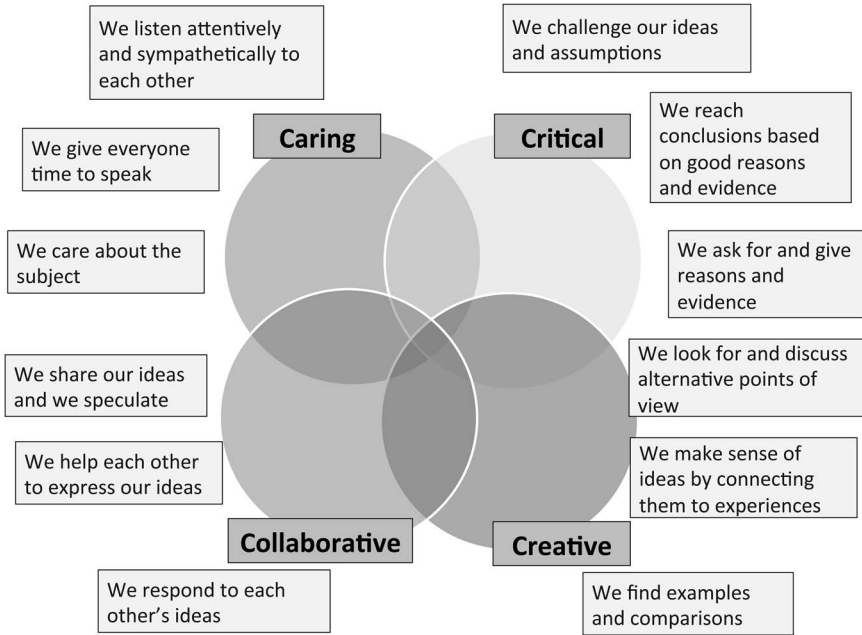 We listen attentively
and sympathetically to
each other
We challenge our ideas
and assumptions
Caring
Critical
We give everyone
time to speak
We reach
conclusions based
on good reasons
and evidence
We care about the
subject
We ask for and give
reasons and
evidence
We share our ideas
and we speculate
We look for and discuss
alternative points of
view
We help each other
to express our ideas
We make sense of
ideas by connecting
them to experiences
Collaborative
Creative
We respond to each
other’s ideas
We find examples
and comparisons